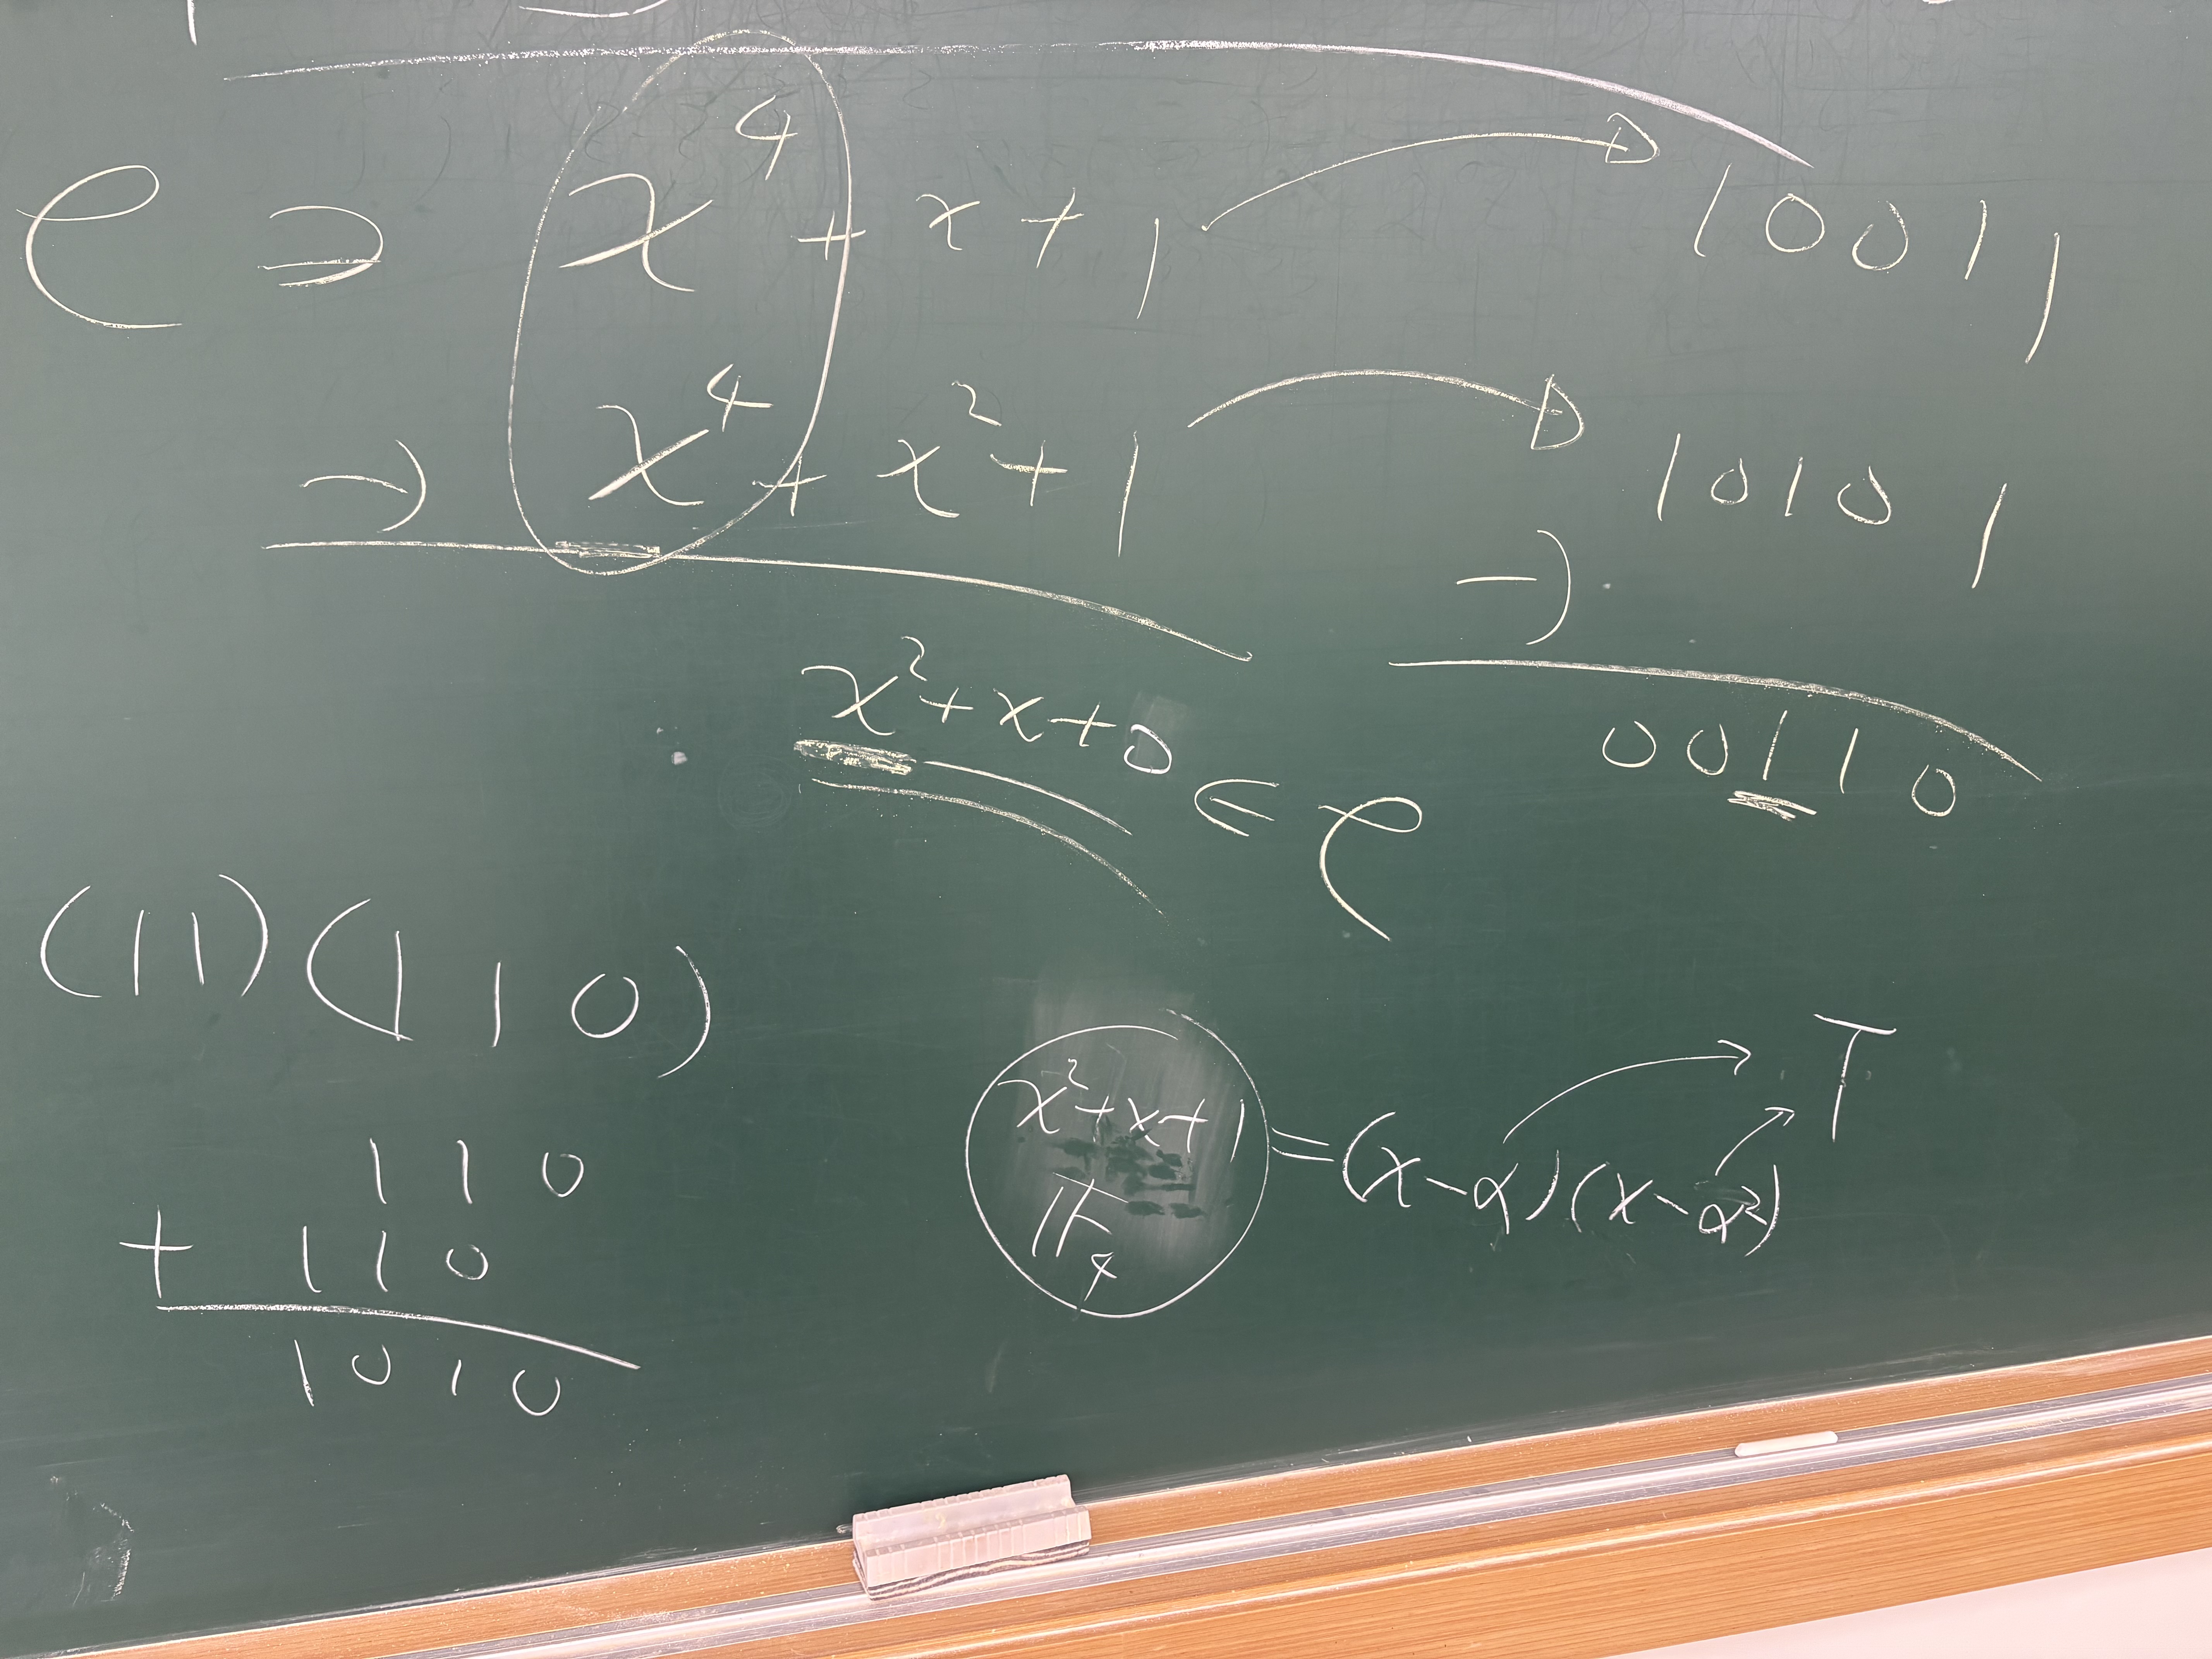 C ∋ x⁴ + x + 1 → 10011
-) x⁴ + x² + 1 → 10101
-)
x² + x + 0 ∈ C
00110
(11)(110)
110
+ 110
1010
x² + x + 1 = (x - α)(x - α²) → T
F₄